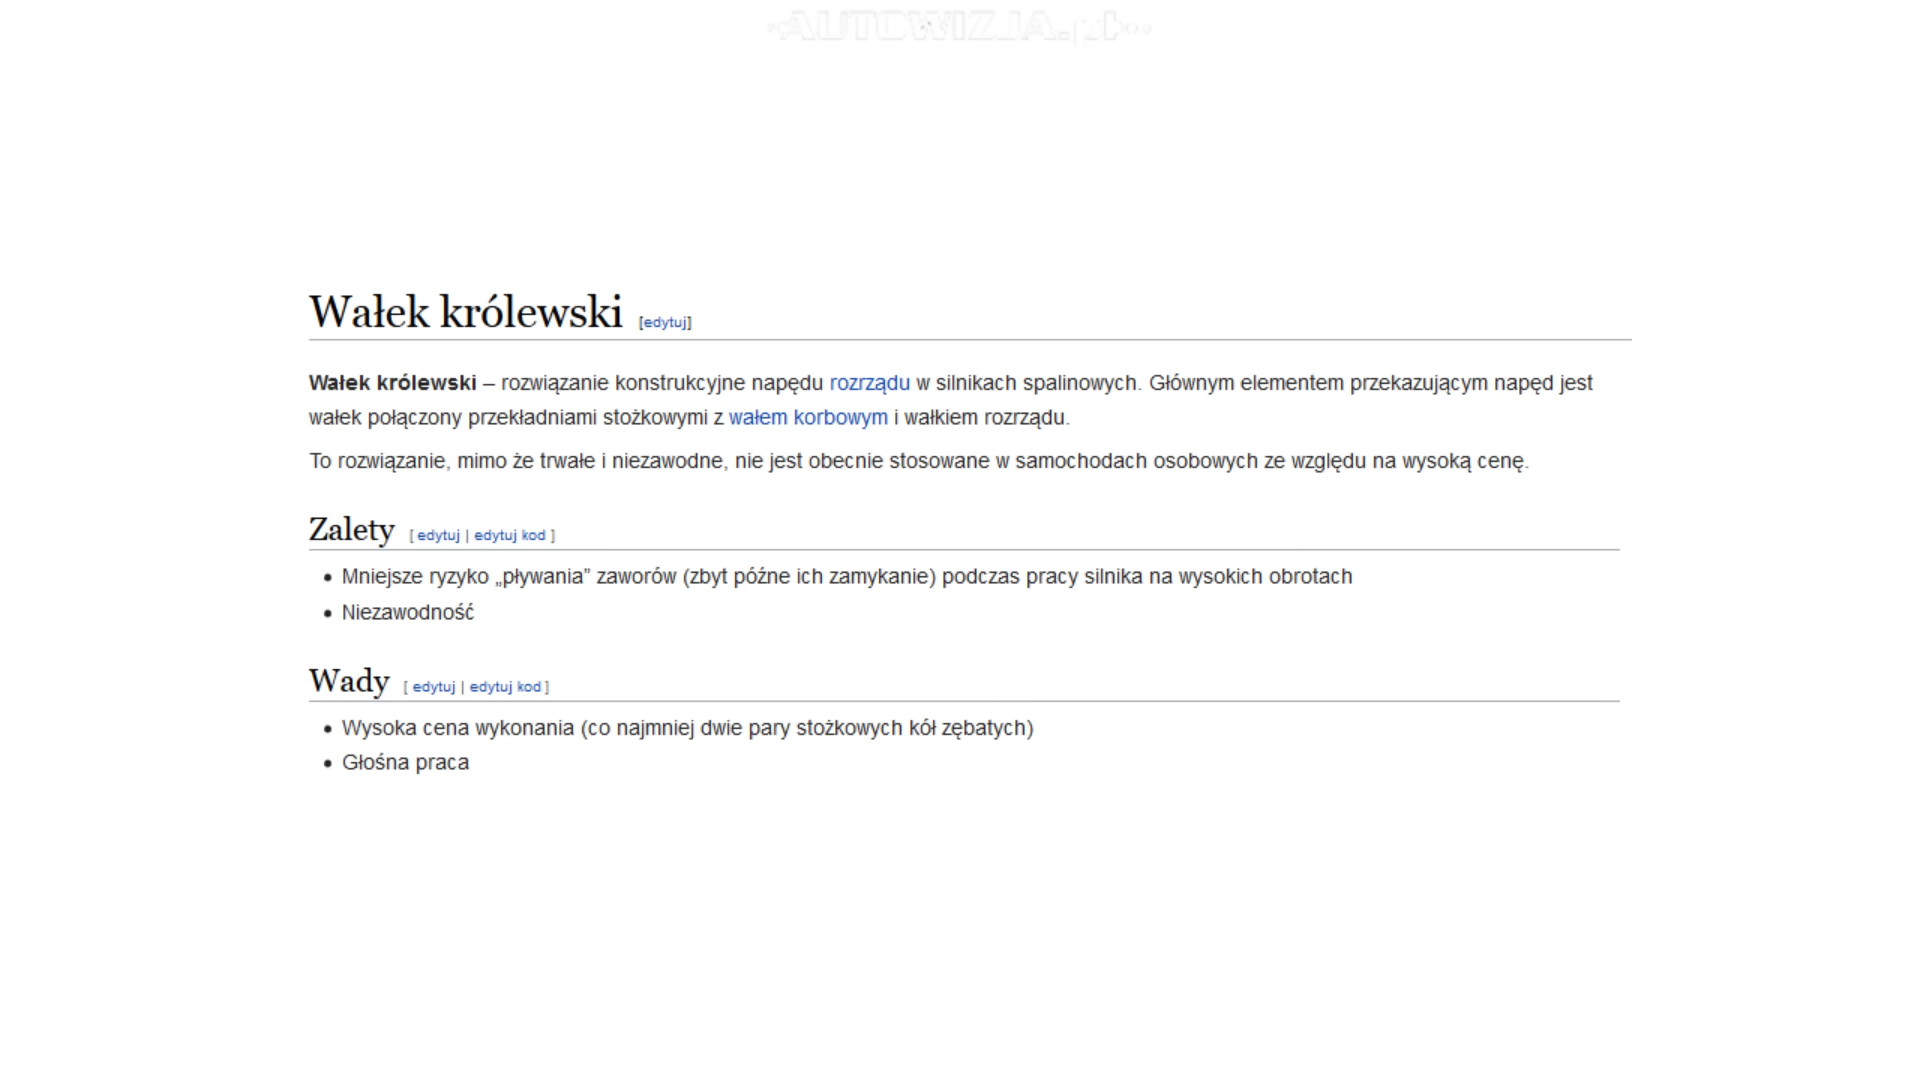 AUTOWIZJA.pl
Wałek królewski [edytuj]
Wałek królewski – rozwiązanie konstrukcyjne napędu rozrządu w silnikach spalinowych. Głównym elementem przekazującym napęd jest
wałek połączony przekładniami stożkowymi z wałem korbowym i wałkiem rozrządu.
To rozwiązanie, mimo że trwałe i niezawodne, nie jest obecnie stosowane w samochodach osobowych ze względu na wysoką cenę.
Zalety [ edytuj | edytuj kod ]
• Mniejsze ryzyko „pływania” zaworów (zbyt późne ich zamykanie) podczas pracy silnika na wysokich obrotach
• Niezawodność
Wady [ edytuj | edytuj kod ]
• Wysoka cena wykonania (co najmniej dwie pary stożkowych kół zębatych)
• Głośna praca